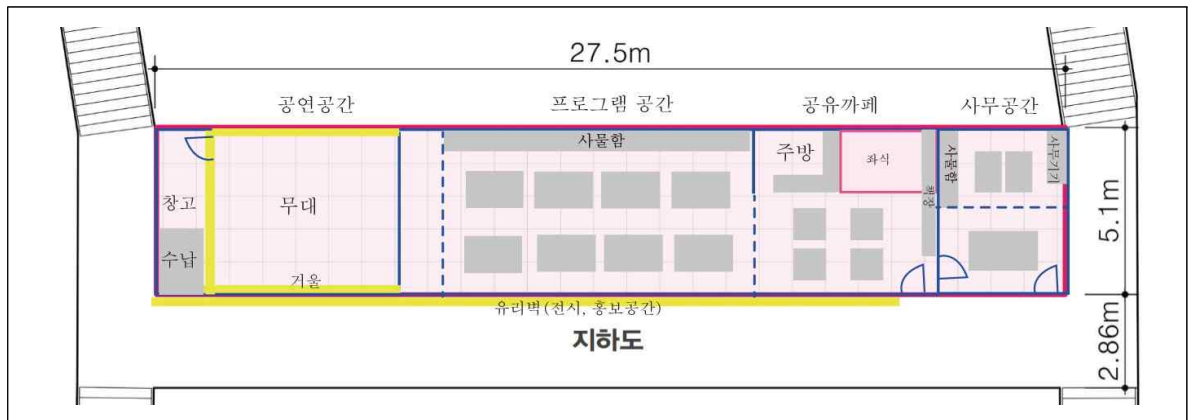 27.5m
공연공간
프로그램 공간
공유까페
사무공간
사물함
주방
좌식
책장
사물함
사무기기
창고
무대
수납
거울
유리벽(전시, 홍보공간)
지하도
5.1m
2.86m